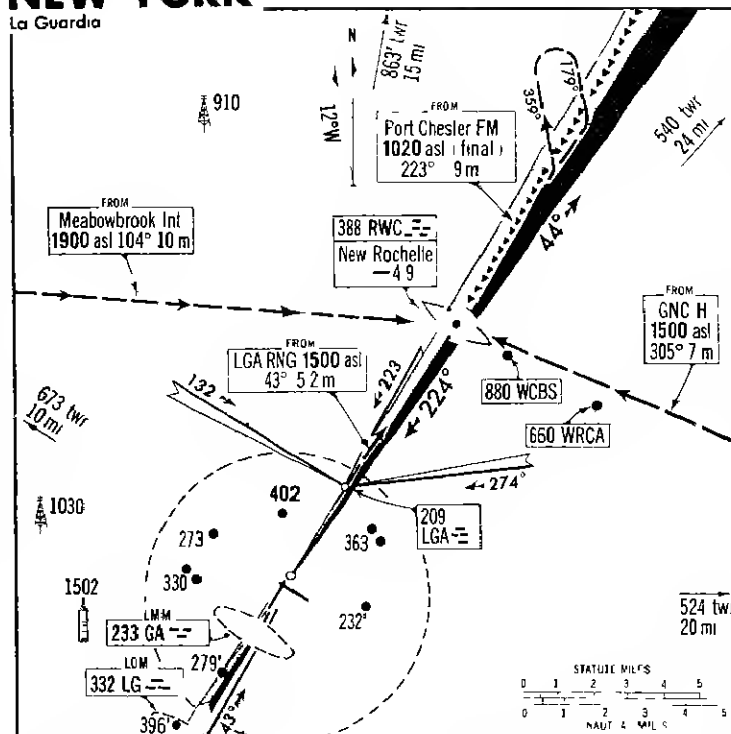 NEW YORK
La Guardia
N
12°W
863' twr
15 mi
179°
359°
910
540 twr
24 mi
FROM
Port Chesler FM
1020 asl (final)
223° 9 m
44°
FROM
Meabowbrook Int
1900 asl 104° 10 m
388 RWC
New Rochelle
—4 9
FROM
GNC H
1500 asl
305° 7 m
FROM
LGA RNG 1500 asl
43° 5 2 m
223
224°
880 WCBS
660 WRCA
132
673 twr
10 mi
274°
402
209
LGA
1030
273
363
330
1502
232'
LMM
233 GA
524 tw
20 mi
LOM
332 LG
279'
43°
396'
STATUTE MILES
0 1 2 3 4 5
0 1 2 3 4 5